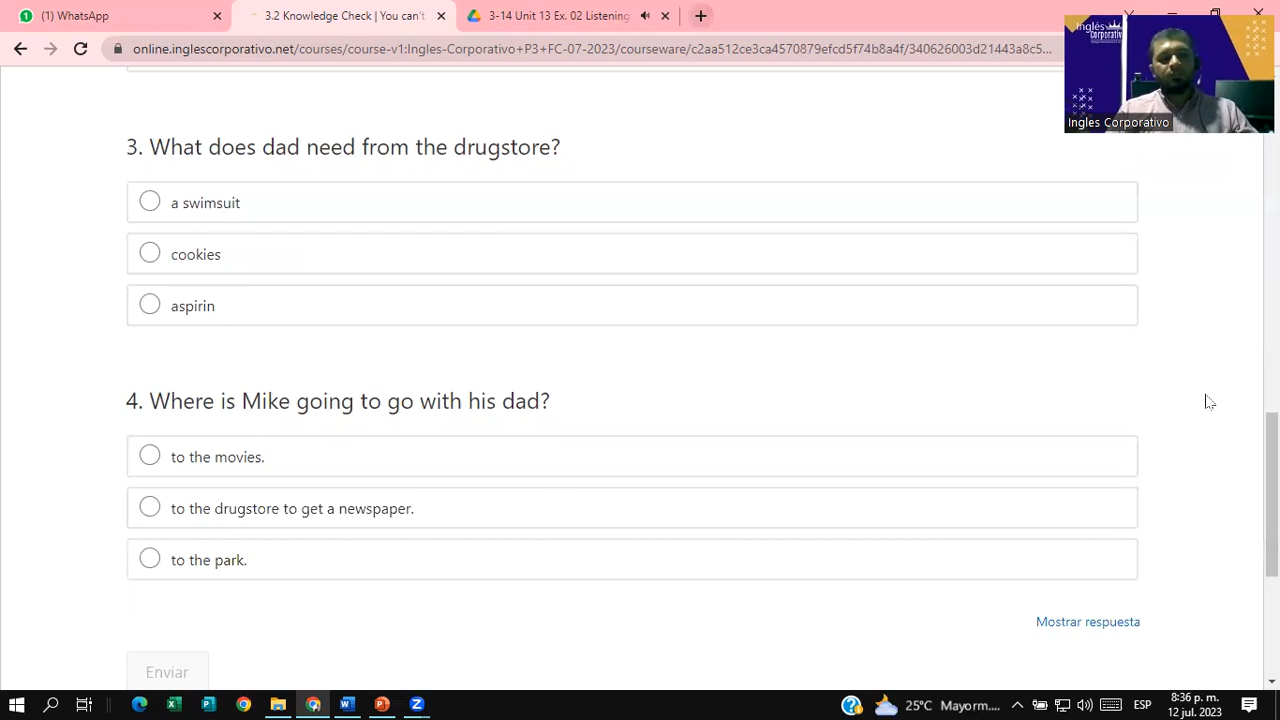 (1) WhatsApp
3.2 Knowledge Check | You can't
3-14 Unit 13 Ex. 02 Listening
online.inglescorporativo.net/courses/course-v1:Ingles-Corporativo+P3+FC-07-2023/courseware/c2aa512ce3ca4570879efcd5f74b8a4f/340626003d21443a8c5...
Inglés
corporativo
Ingles Corporativo
3. What does dad need from the drugstore?
a swimsuit
cookies
aspirin
4. Where is Mike going to go with his dad?
to the movies.
to the drugstore to get a newspaper.
to the park.
Mostrar respuesta
Enviar
25°C Mayorm....
ESP
8:36 p. m.
12 jul. 2023